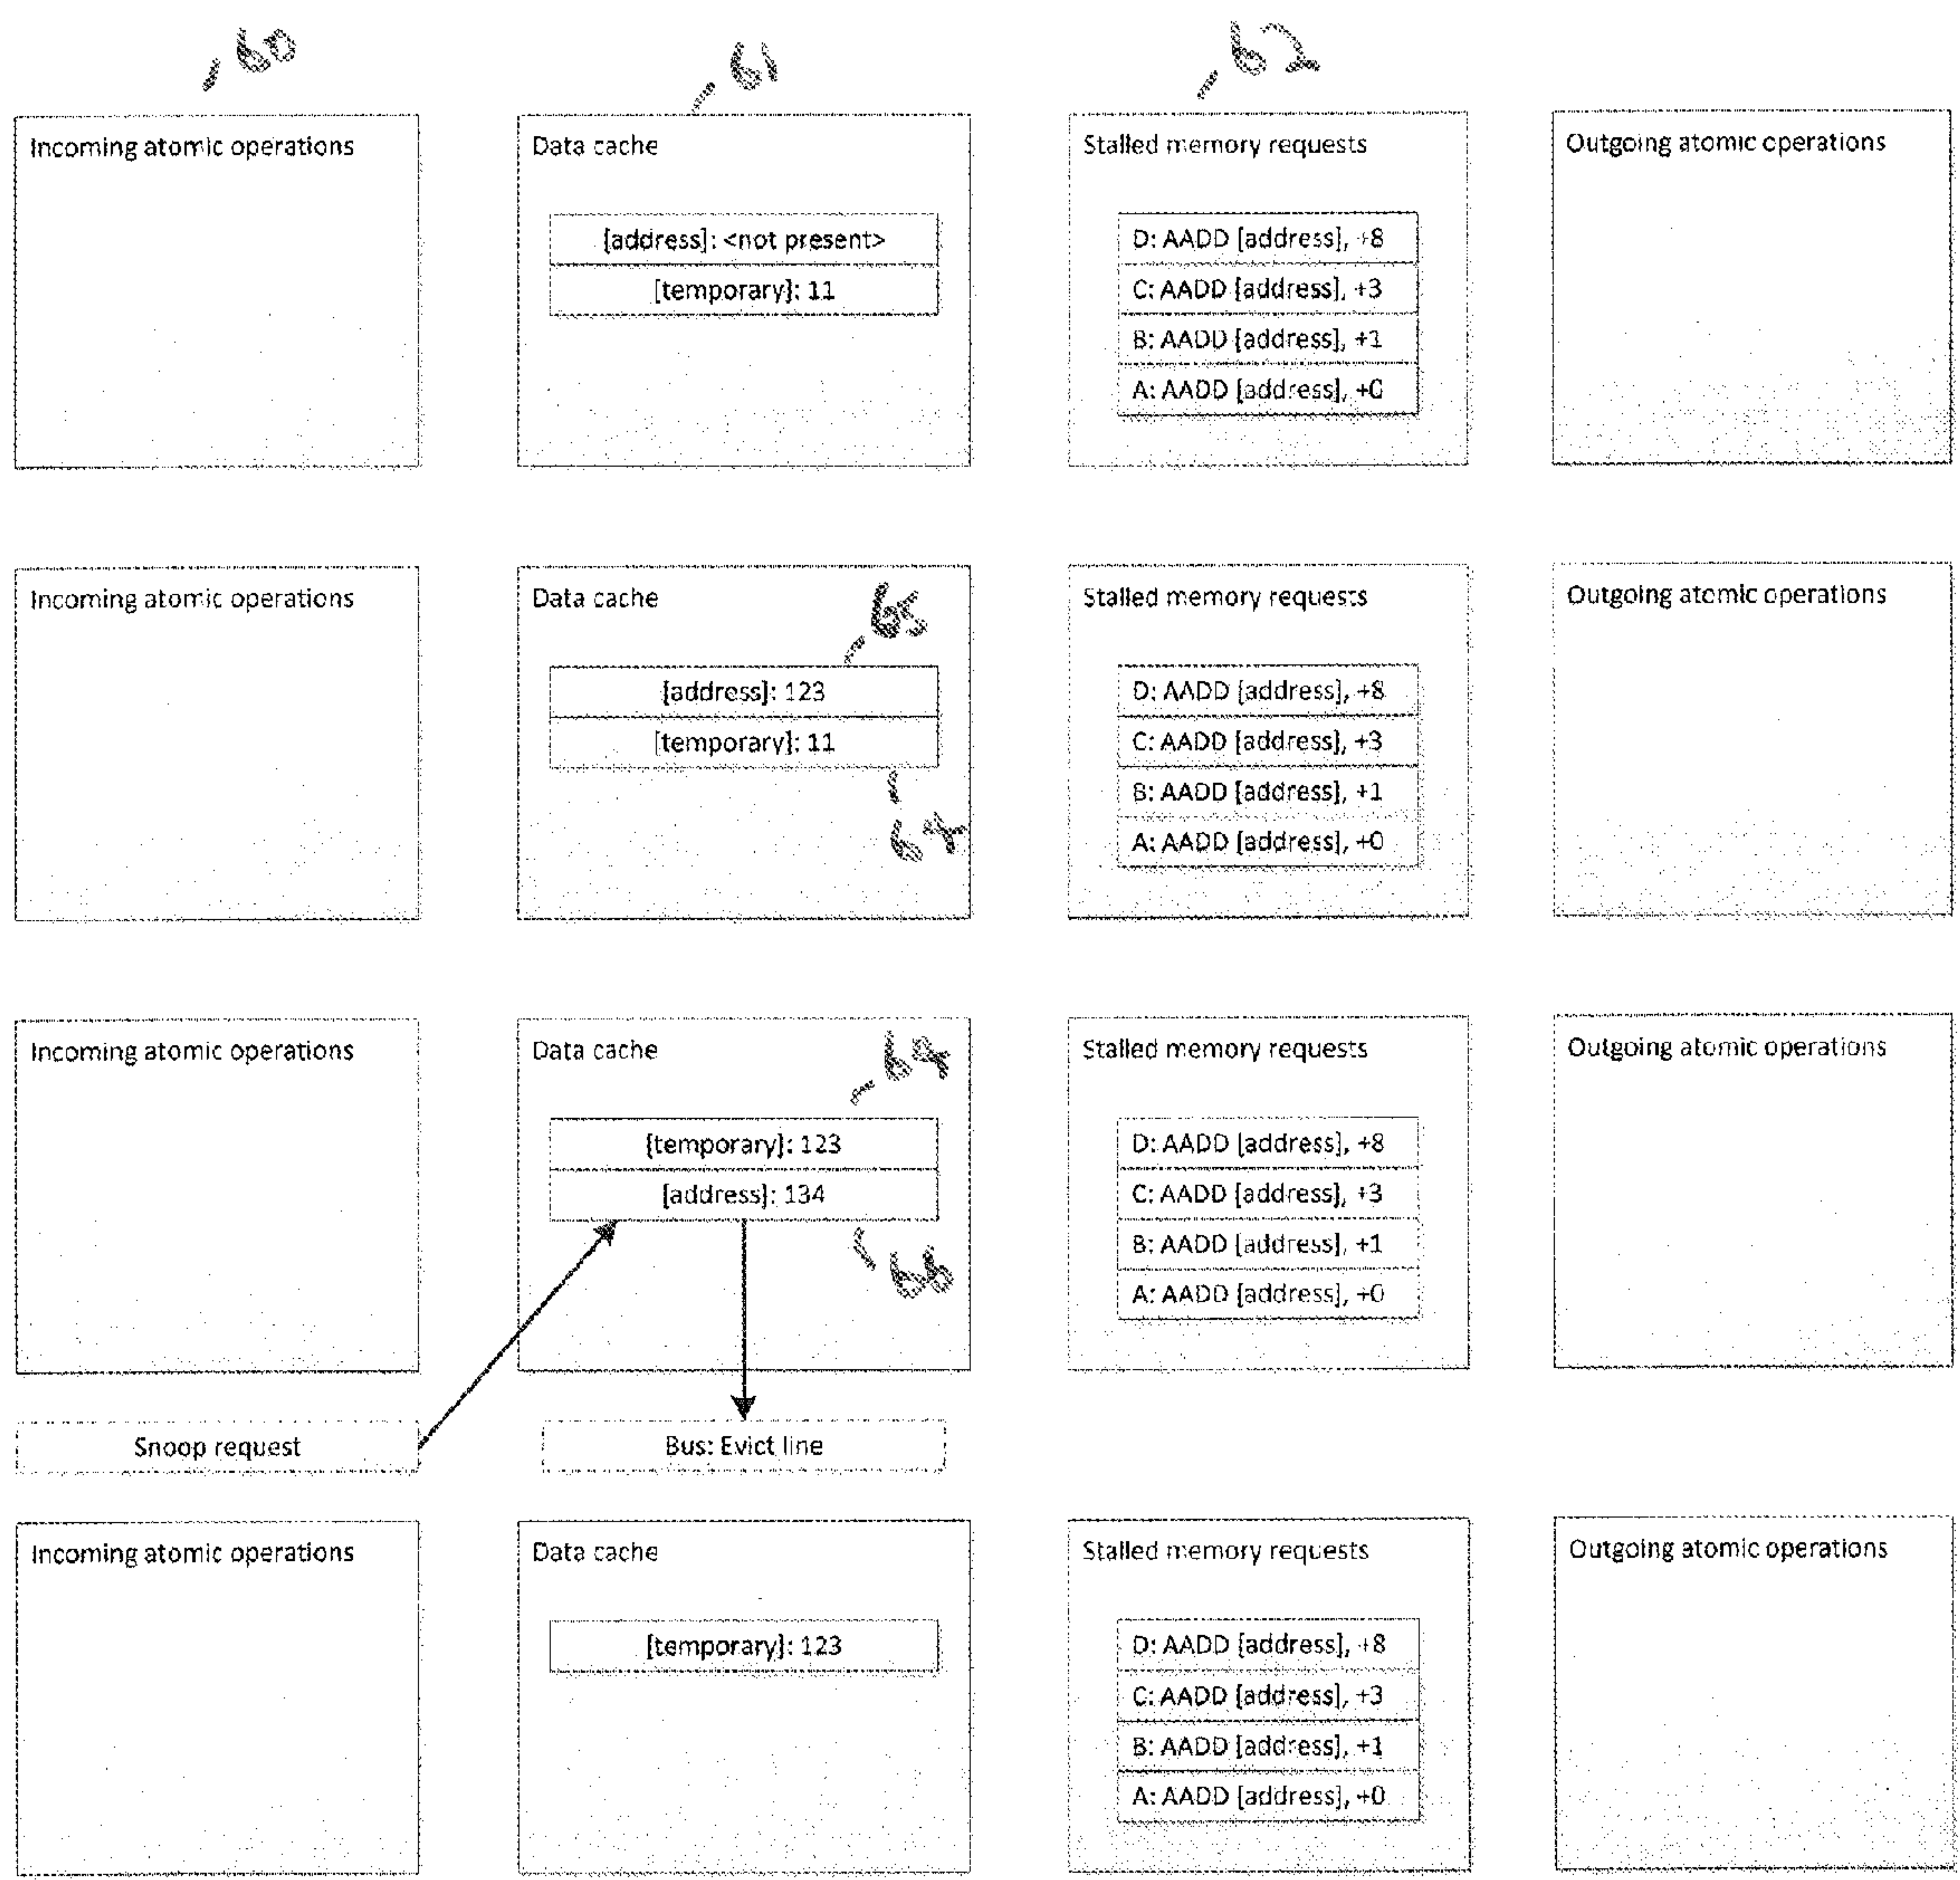 60
61
62
Incoming atomic operations
Data cache
[address]: <not present>
[temporary]: 11
Stalled memory requests
D: AADD [address], +8
C: AADD [address], +3
B: AADD [address], +1
A: AADD [address], +0
Outgoing atomic operations
Incoming atomic operations
Data cache
65
[address]: 123
[temporary]: 11
64
Stalled memory requests
D: AADD [address], +8
C: AADD [address], +3
B: AADD [address], +1
A: AADD [address], +0
Outgoing atomic operations
Incoming atomic operations
Data cache
64
[temporary]: 123
[address]: 134
66
Stalled memory requests
D: AADD [address], +8
C: AADD [address], +3
B: AADD [address], +1
A: AADD [address], +0
Outgoing atomic operations
Snoop request
Bus: Evict line
Incoming atomic operations
Data cache
[temporary]: 123
Stalled memory requests
D: AADD [address], +8
C: AADD [address], +3
B: AADD [address], +1
A: AADD [address], +0
Outgoing atomic operations